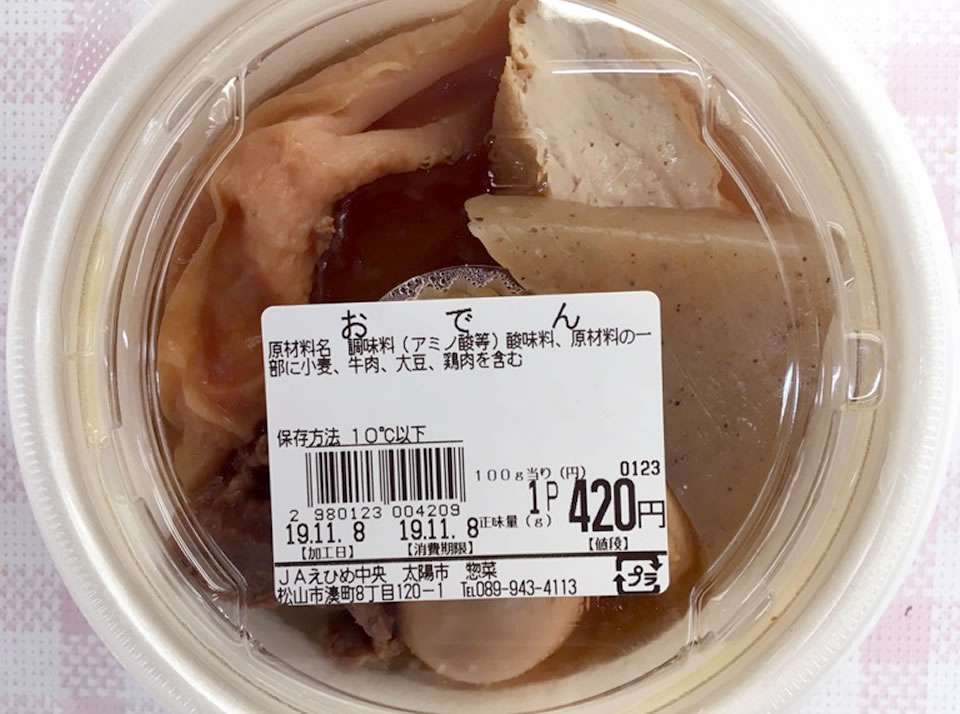 おでん
原材料名 調味料（アミノ酸等）酸味料、原材料の一
部に小麦、牛肉、大豆、鶏肉を含む
保存方法 10℃以下
100g当り（円） 0123
2 980123 004209
正味量（g） 1P 420円
19.11. 8 19.11. 8
【加工日】 【消費期限】 【値段】
JAえひめ中央 太陽市 惣菜
松山市湊町8丁目120-1 TEL089-943-4113
プラ